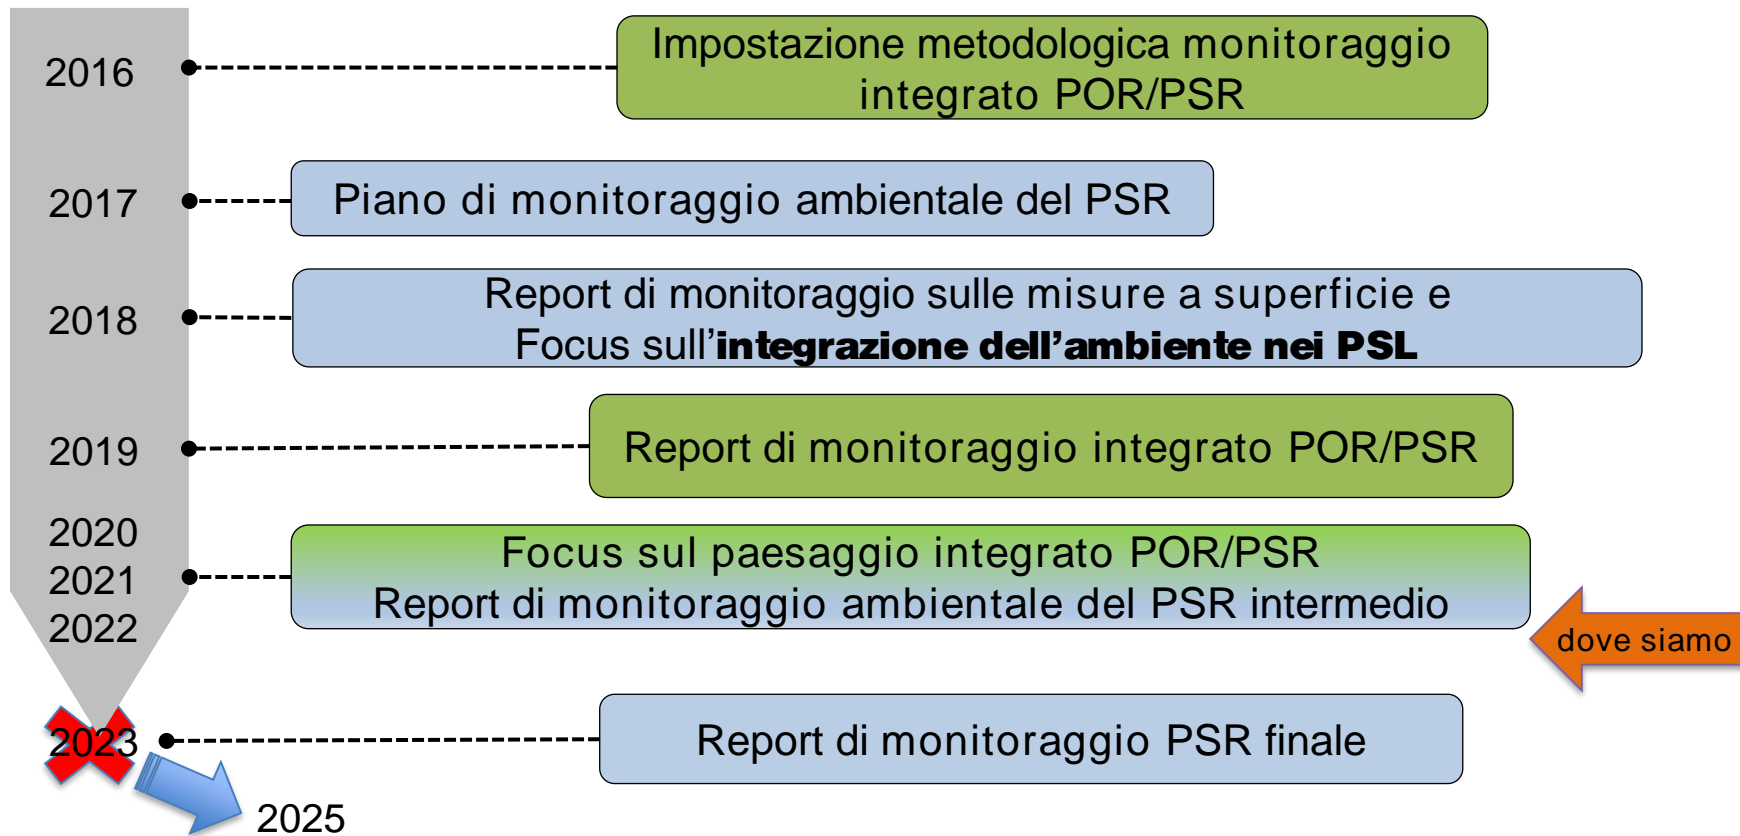 2016
Impostazione metodologica monitoraggio
integrato POR/PSR
2017
Piano di monitoraggio ambientale del PSR
2018
Report di monitoraggio sulle misure a superficie e
Focus sull’integrazione dell’ambiente nei PSL
2019
Report di monitoraggio integrato POR/PSR
2020
2021
2022
Focus sul paesaggio integrato POR/PSR
Report di monitoraggio ambientale del PSR intermedio
dove siamo
2023
Report di monitoraggio PSR finale
2025